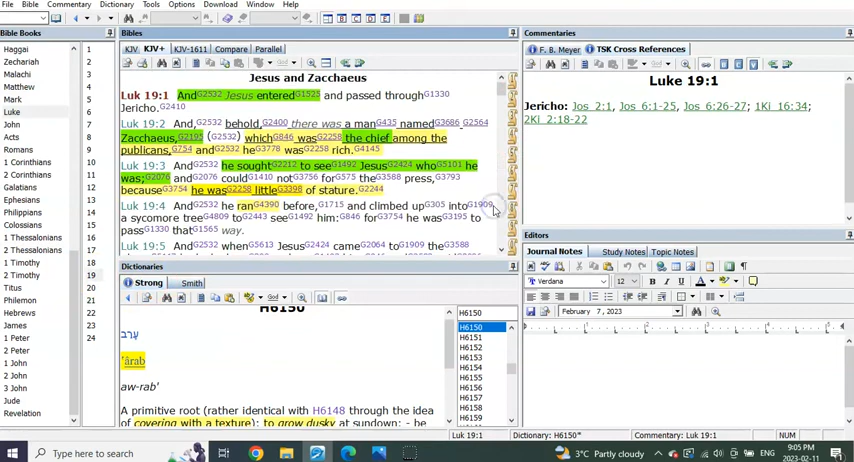 File Bible Commentary Dictionary Tools Options Download Window Help
Bible Books
Haggai
Zechariah
Malachi
Matthew
Mark
Luke
John
Acts
Romans
1 Corinthians
2 Corinthians
Galatians
Ephesians
Philippians
Colossians
1 Thessalonians
2 Thessalonians
1 Timothy
2 Timothy
Titus
Philemon
Hebrews
James
1 Peter
2 Peter
1 John
2 John
3 John
Jude
Revelation
1
2
3
4
5
6
7
8
9
10
11
12
13
14
15
16
17
18
19
20
21
22
23
24
Bibles
KJV KJV+ KJV-1611 Compare Parallel
Jesus and Zacchaeus
Luk 19:1 And G2532 Jesus entered G1525 and passed through G1330
Jericho. G2410
Luk 19:2 And, G2532 behold, G2400 there was a man G435 named G3686 G2564
Zacchaeus, G2195 ( G2532 ) which G846 was G2258 the chief among the
publicans, G754 and G2532 he G3778 was G2258 rich. G4145
Luk 19:3 And G2532 he sought G2212 to see G1492 Jesus G2424 who G5101 he
was; G2076 and G2532 could G1410 not G3756 for G575 the G3588 press, G3793
because G3754 he was G2258 little G3398 of stature. G2244
Luk 19:4 And G2532 he ran G4390 before, G1715 and climbed up G305 into G1909
a sycomore tree G4809 to G2443 see G1492 him: G846 for G3754 he was G3195 to
pass G1330 that G1565 way.
Luk 19:5 And G2532 when G5613 Jesus G2424 came G2064 to G1909 the G3588
Dictionaries
Strong Smith
H6150
עָרַב
'ârab
aw-rab'
A primitive root (rather identical with H6148 through the idea
of covering with a texture); to grow dusky at sundown: - be
H6150
H6150
H6151
H6152
H6153
H6154
H6155
H6156
H6157
H6158
H6159
Commentaries
F. B. Meyer TSK Cross References
Luke 19:1
Jericho: Jos 2:1, Jos 6:1-25, Jos 6:26-27; 1Ki 16:34;
2Ki 2:18-22
Editors
Journal Notes Study Notes Topic Notes
Verdana 12 B I U A
February 7, 2023
Luk 19:1 Dictionary: H6150* Commentary: Luk 19:1 NUM
Type here to search
3°C Partly cloudy ENG 9:05 PM
2023-02-11